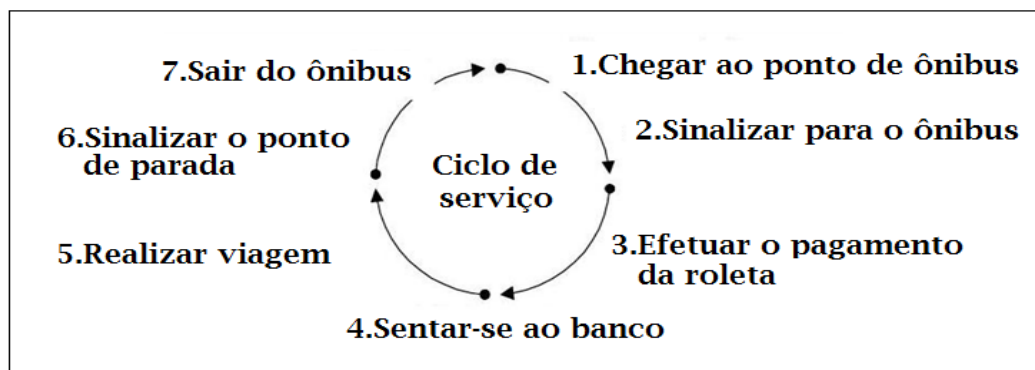 1.Chegar ao ponto de ônibus
2.Sinalizar para o ônibus
3.Efetuar o pagamento
da roleta
4.Sentar-se ao banco
5.Realizar viagem
6.Sinalizar o ponto
de parada
7.Sair do ônibus
Ciclo de
serviço